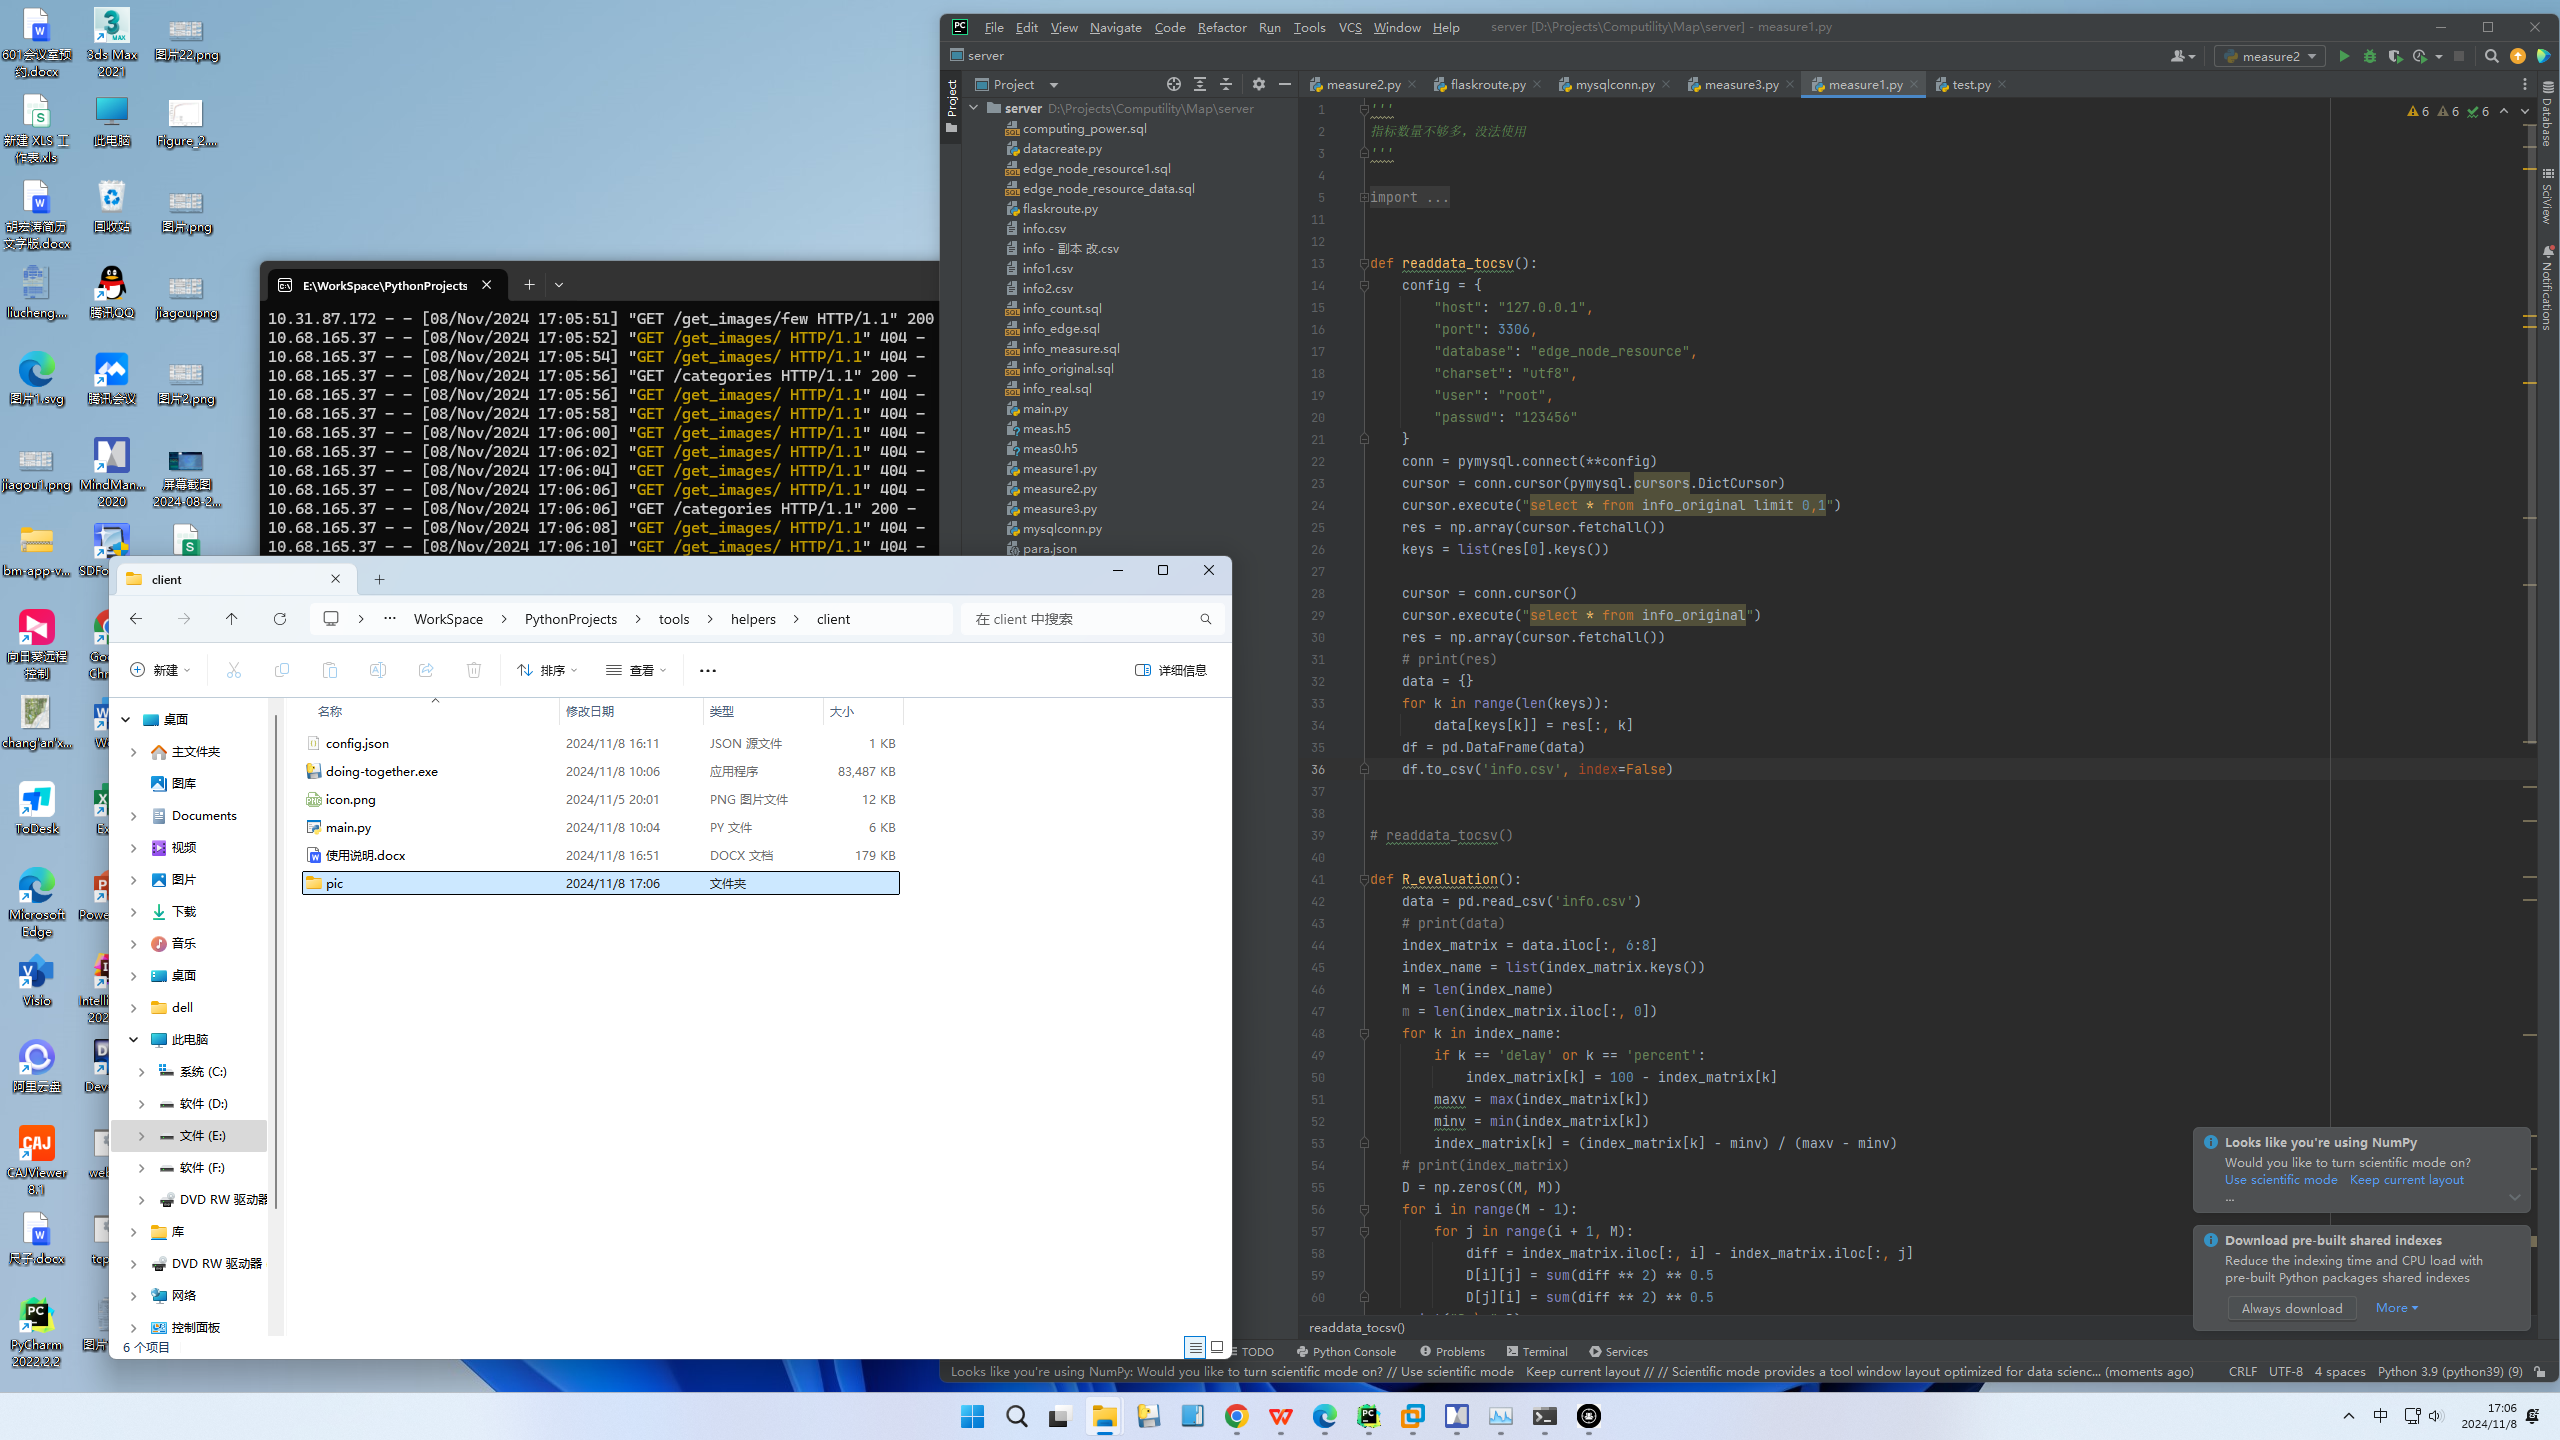 601会议室预
约.docx
3ds Max
2021
图片22.png
新建 XLS 工
作表.xls
此电脑
Figure_2....
胡宏涛简历
文字版.docx
回收站
图片.png
liucheng....
腾讯QQ
jiagou.png
图片1.svg
腾讯会议
图片2.png
jiagou1.png
MindMan...
2020
屏幕截图
2024-08-2...
bm-app-v...
向日葵远程
控制
chang'an'x...
ToDesk
Microsoft
Edge
Visio
阿里云盘
CAJViewer
8.1
尺子.docx
PyCharm
2022.2.2
E:\WorkSpace\PythonProjects
10.31.87.172 - - [08/Nov/2024 17:05:51] "GET /get_images/few HTTP/1.1" 200
10.68.165.37 - - [08/Nov/2024 17:05:52] "GET /get_images/ HTTP/1.1" 404 -
10.68.165.37 - - [08/Nov/2024 17:05:54] "GET /get_images/ HTTP/1.1" 404 -
10.68.165.37 - - [08/Nov/2024 17:05:56] "GET /categories HTTP/1.1" 200 -
10.68.165.37 - - [08/Nov/2024 17:05:56] "GET /get_images/ HTTP/1.1" 404 -
10.68.165.37 - - [08/Nov/2024 17:05:58] "GET /get_images/ HTTP/1.1" 404 -
10.68.165.37 - - [08/Nov/2024 17:06:00] "GET /get_images/ HTTP/1.1" 404 -
10.68.165.37 - - [08/Nov/2024 17:06:02] "GET /get_images/ HTTP/1.1" 404 -
10.68.165.37 - - [08/Nov/2024 17:06:04] "GET /get_images/ HTTP/1.1" 404 -
10.68.165.37 - - [08/Nov/2024 17:06:06] "GET /get_images/ HTTP/1.1" 404 -
10.68.165.37 - - [08/Nov/2024 17:06:06] "GET /categories HTTP/1.1" 200 -
10.68.165.37 - - [08/Nov/2024 17:06:08] "GET /get_images/ HTTP/1.1" 404 -
10.68.165.37 - - [08/Nov/2024 17:06:10] "GET /get_images/ HTTP/1.1" 404 -
client
WorkSpace > PythonProjects > tools > helpers > client
在 client 中搜索
新建
排序
查看
详细信息
桌面
主文件夹
图库
Documents
视频
图片
下载
音乐
桌面
dell
此电脑
系统 (C:)
软件 (D:)
文件 (E:)
软件 (F:)
DVD RW 驱动器
库
DVD RW 驱动器
网络
控制面板
名称 修改日期 类型 大小
config.json 2024/11/8 16:11 JSON 源文件 1 KB
doing-together.exe 2024/11/8 10:06 应用程序 83,487 KB
icon.png 2024/11/5 20:01 PNG 图片文件 12 KB
main.py 2024/11/8 10:04 PY 文件 6 KB
使用说明.docx 2024/11/8 16:51 DOCX 文档 179 KB
pic 2024/11/8 17:06 文件夹
6 个项目
File Edit View Navigate Code Refactor Run Tools VCS Window Help server [D:\Projects\Computility\Map\server] - measure1.py
server
measure2
Project
Project
measure2.py flaskroute.py mysqlconn.py measure3.py measure1.py test.py
server D:\Projects\Computility\Map\server
computing_power.sql
datacreate.py
edge_node_resource1.sql
edge_node_resource_data.sql
flaskroute.py
info.csv
info - 副本 改.csv
info1.csv
info2.csv
info_count.sql
info_edge.sql
info_measure.sql
info_original.sql
info_real.sql
main.py
meas.h5
meas0.h5
measure1.py
measure2.py
measure3.py
mysqlconn.py
para.json
6 6 6
1 '''
2 指标数量不够多，没法使用
3 '''
4
5 import ...
11
12
13 def readdata_tocsv():
14 config = {
15 "host": "127.0.0.1",
16 "port": 3306,
17 "database": "edge_node_resource",
18 "charset": "utf8",
19 "user": "root",
20 "passwd": "123456"
21 }
22 conn = pymysql.connect(**config)
23 cursor = conn.cursor(pymysql.cursors.DictCursor)
24 cursor.execute("select * from info_original limit 0,1")
25 res = np.array(cursor.fetchall())
26 keys = list(res[0].keys())
27
28 cursor = conn.cursor()
29 cursor.execute("select * from info_original")
30 res = np.array(cursor.fetchall())
31 # print(res)
32 data = {}
33 for k in range(len(keys)):
34 data[keys[k]] = res[:, k]
35 df = pd.DataFrame(data)
36 df.to_csv('info.csv', index=False)
37
38
39 # readdata_tocsv()
40
41 def R_evaluation():
42 data = pd.read_csv('info.csv')
43 # print(data)
44 index_matrix = data.iloc[:, 6:8]
45 index_name = list(index_matrix.keys())
46 M = len(index_name)
47 m = len(index_matrix.iloc[:, 0])
48 for k in index_name:
49 if k == 'delay' or k == 'percent':
50 index_matrix[k] = 100 - index_matrix[k]
51 maxv = max(index_matrix[k])
52 minv = min(index_matrix[k])
53 index_matrix[k] = (index_matrix[k] - minv) / (maxv - minv)
54 # print(index_matrix)
55 D = np.zeros((M, M))
56 for i in range(M - 1):
57 for j in range(i + 1, M):
58 diff = index_matrix.iloc[:, i] - index_matrix.iloc[:, j]
59 D[i][j] = sum(diff ** 2) ** 0.5
60 D[j][i] = sum(diff ** 2) ** 0.5
readdata_tocsv()
Database
SciView
Notifications
Looks like you're using NumPy
Would you like to turn scientific mode on?
Use scientific mode Keep current layout
...
Download pre-built shared indexes
Reduce the indexing time and CPU load with
pre-built Python packages shared indexes
Always download More
TODO Python Console Problems Terminal Services
Looks like you're using NumPy: Would you like to turn scientific mode on? // Use scientific mode Keep current layout // // Scientific mode provides a tool window layout optimized for data scienc... (moments ago)
CRLF UTF-8 4 spaces Python 3.9 (python39) (9)
中
17:06
2024/11/8